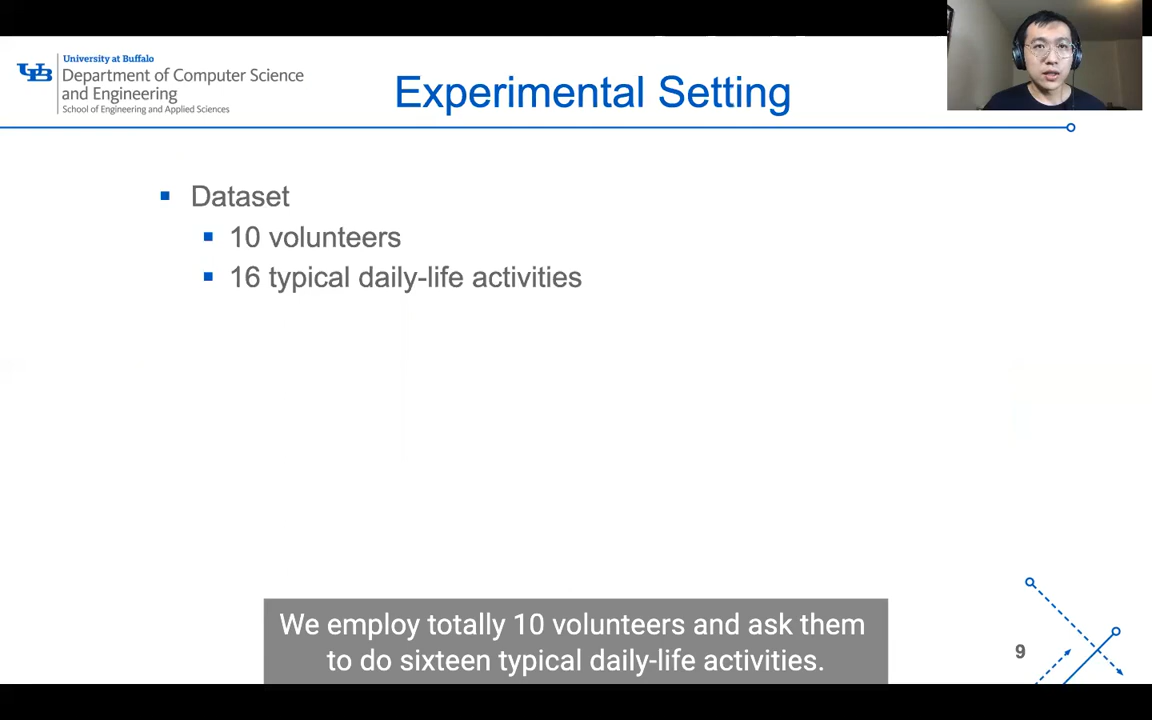 UB
University at Buffalo
Department of Computer Science
and Engineering
School of Engineering and Applied Sciences
Experimental Setting
Dataset
10 volunteers
16 typical daily-life activities
We employ totally 10 volunteers and ask them
to do sixteen typical daily-life activities.
9